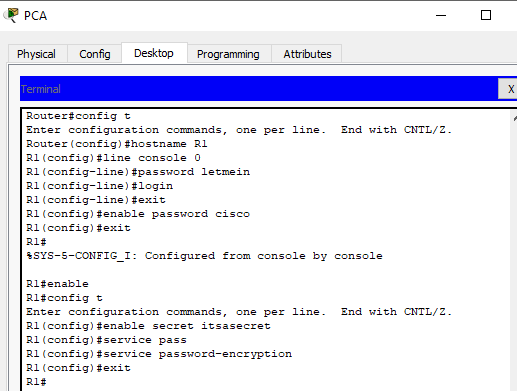 PCA
Physical Config Desktop Programming Attributes
Terminal X
Router#config t
Enter configuration commands, one per line. End with CNTL/Z.
Router(config)#hostname R1
R1(config)#line console 0
R1(config-line)#password letmein
R1(config-line)#login
R1(config-line)#exit
R1(config)#enable password cisco
R1(config)#exit
R1#
%SYS-5-CONFIG_I: Configured from console by console
R1#enable
R1#config t
Enter configuration commands, one per line. End with CNTL/Z.
R1(config)#enable secret itsasecret
R1(config)#service pass
R1(config)#service password-encryption
R1(config)#exit
R1#